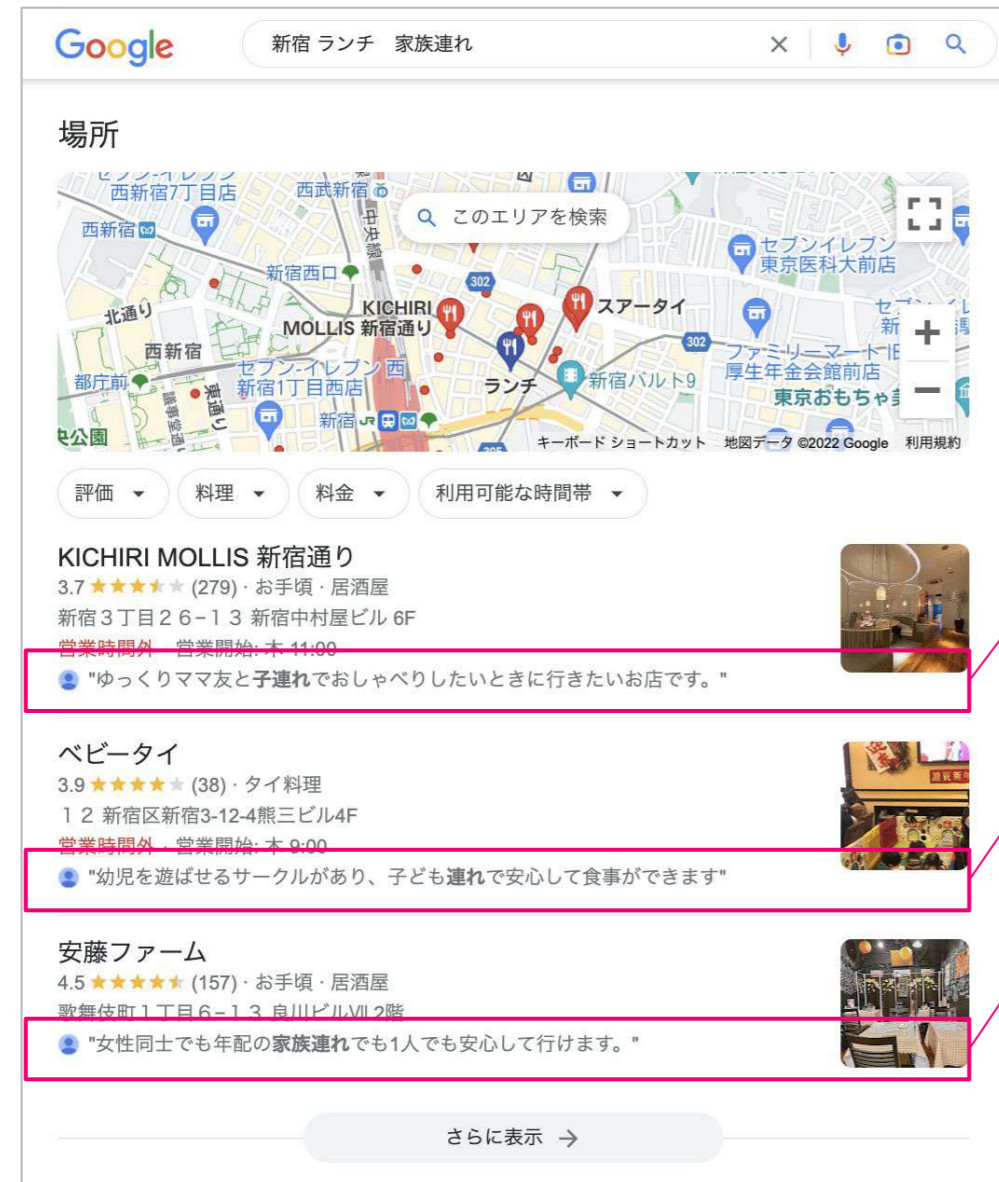 Google
新宿 ランチ　家族連れ
場所
西新宿7丁目店
西武新宿
このエリアを検索
西新宿
中央線
セブンイレブン
東京医科大前店
新宿西口
302
KICHIRI
MOLLIS 新宿通り
スアータイ
北通り
302
西新宿
セブン-イレブン 西
新宿1丁目西店
ファミリーマート
厚生年金会館前店
都庁前
東通り
議事堂通り
ランチ
新宿バルト9
東京おもちゃ美
新宿 JR
央公園
キーボード ショートカット 地図データ ©2022 Google 利用規約
評価
料理
料金
利用可能な時間帯
KICHIRI MOLLIS 新宿通り
3.7 ★★★★★ (279) · お手頃 · 居酒屋
新宿３丁目２６−１３ 新宿中村屋ビル 6F
営業時間外 · 営業開始: 木 11:00
"ゆっくりママ友と子連れでおしゃべりしたいときに行きたいお店です。"
ベビータイ
3.9 ★★★★★ (38) · タイ料理
１２ 新宿区新宿3-12-4熊三ビル4F
営業時間外 · 営業開始: 木 9:00
"幼児を遊ばせるサークルがあり、子ども連れで安心して食事ができます"
安藤ファーム
4.5 ★★★★★ (157) · お手頃 · 居酒屋
歌舞伎町１丁目６−１３ 良川ビルⅦ 2階
"女性同士でも年配の家族連れでも1人でも安心して行けます。"
さらに表示 →